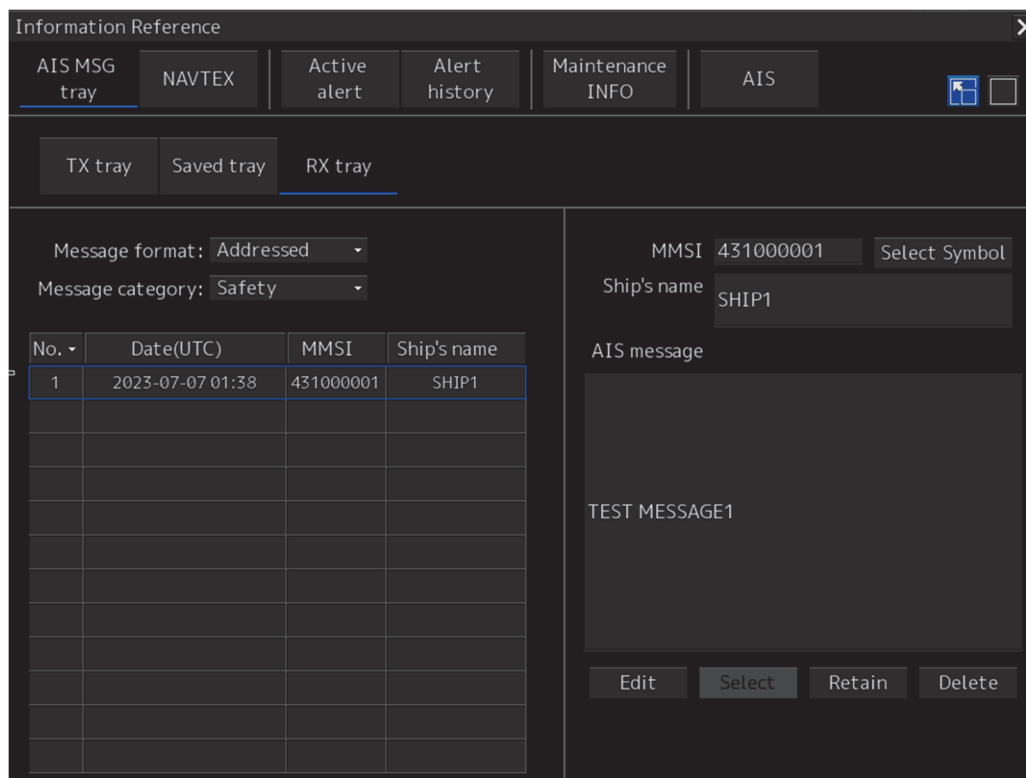 Information Reference
AIS MSG tray
NAVTEX
Active alert
Alert history
Maintenance INFO
AIS
TX tray
Saved tray
RX tray
Message format: Addressed
Message category: Safety
No. Date(UTC) MMSI Ship's name
1 2023-07-07 01:38 431000001 SHIP1
MMSI 431000001 Select Symbol
Ship's name SHIP1
AIS message
TEST MESSAGE1
Edit Select Retain Delete